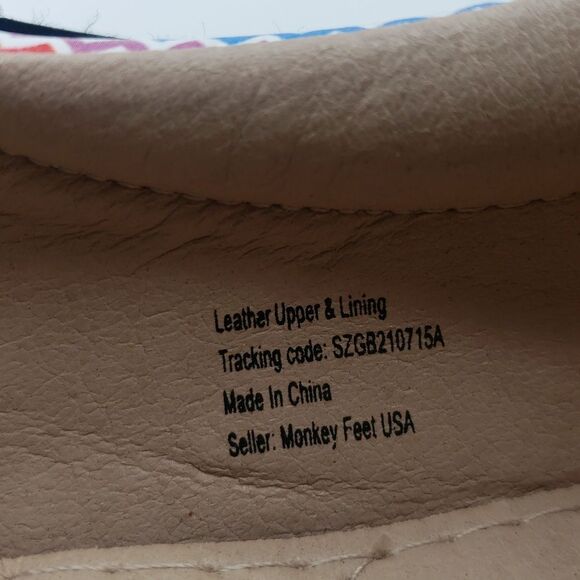 Leather Upper & Lining
Tracking code: SZGB210715A
Made In China
Seller: Monkey Feet USA